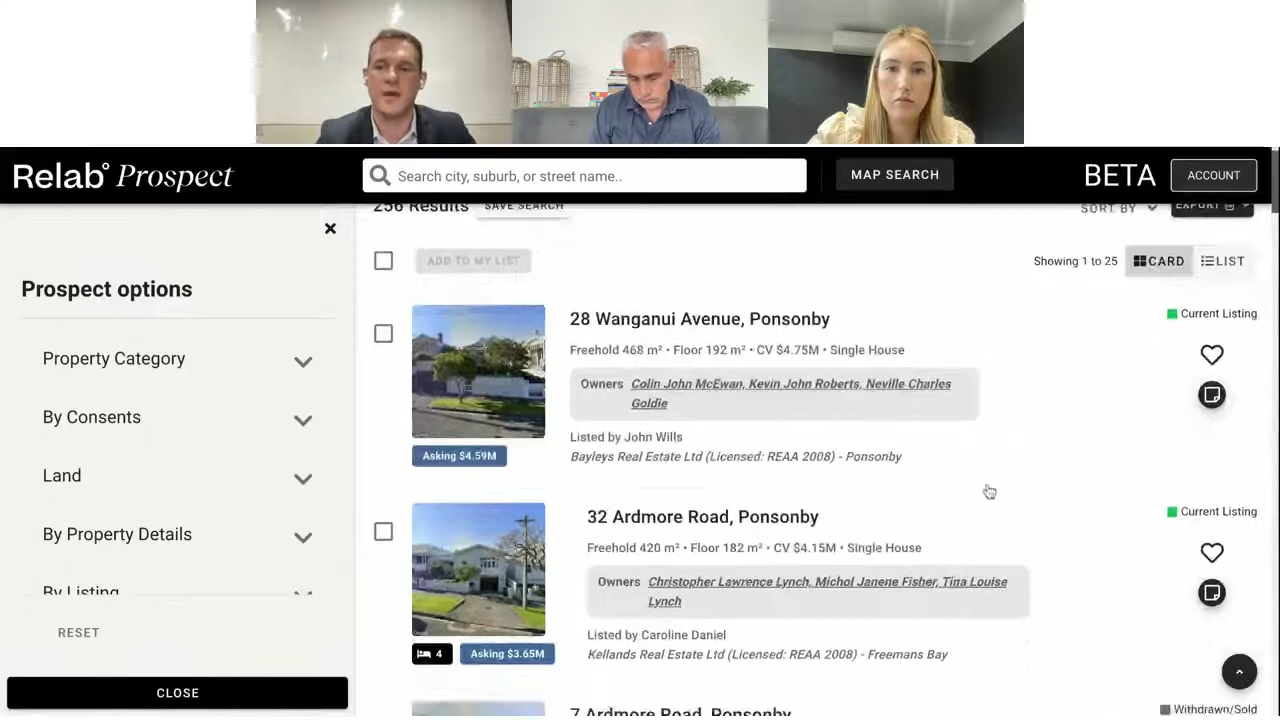 Relab° Prospect
Search city, suburb, or street name..
MAP SEARCH
BETA
ACCOUNT
256 Results
SAVE SEARCH
SORT BY
EXPORT
Prospect options
Property Category
By Consents
Land
By Property Details
By Listing
RESET
CLOSE
ADD TO MY LIST
Showing 1 to 25
CARD
LIST
28 Wanganui Avenue, Ponsonby
Current Listing
Freehold 468 m² • Floor 192 m² • CV $4.75M • Single House
Owners Colin John McEwan, Kevin John Roberts, Neville Charles
Goldie
Listed by John Wills
Bayleys Real Estate Ltd (Licensed: REAA 2008) - Ponsonby
Asking $4.59M
32 Ardmore Road, Ponsonby
Current Listing
Freehold 420 m² • Floor 182 m² • CV $4.15M • Single House
Owners Christopher Lawrence Lynch, Michol Janene Fisher, Tina Louise
Lynch
Listed by Caroline Daniel
Kellands Real Estate Ltd (Licensed: REAA 2008) - Freemans Bay
4
Asking $3.65M
7 Ardmore Road, Ponsonby
Withdrawn/Sold